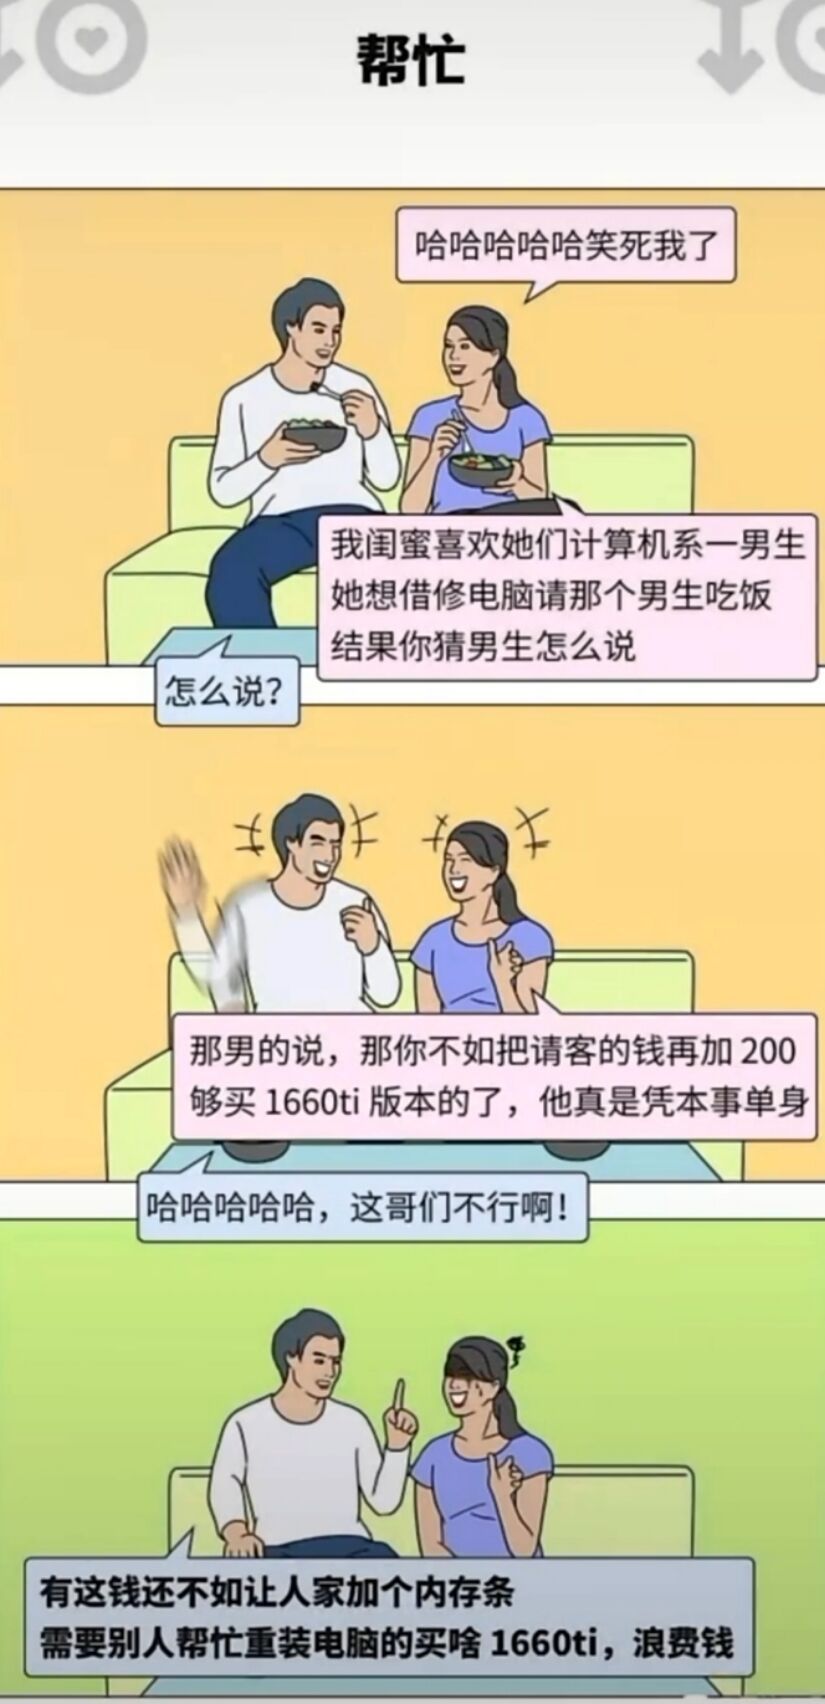 帮忙
哈哈哈哈哈笑死我了
我闺蜜喜欢她们计算机系一男生
她想借修电脑请那个男生吃饭
结果你猜男生怎么说
怎么说？
那男的说，那你不如把请客的钱再加 200
够买 1660ti 版本的了，他真是凭本事单身
哈哈哈哈哈，这哥们不行啊！
有这钱还不如让人家加个内存条
需要别人帮忙重装电脑的买啥 1660ti，浪费钱